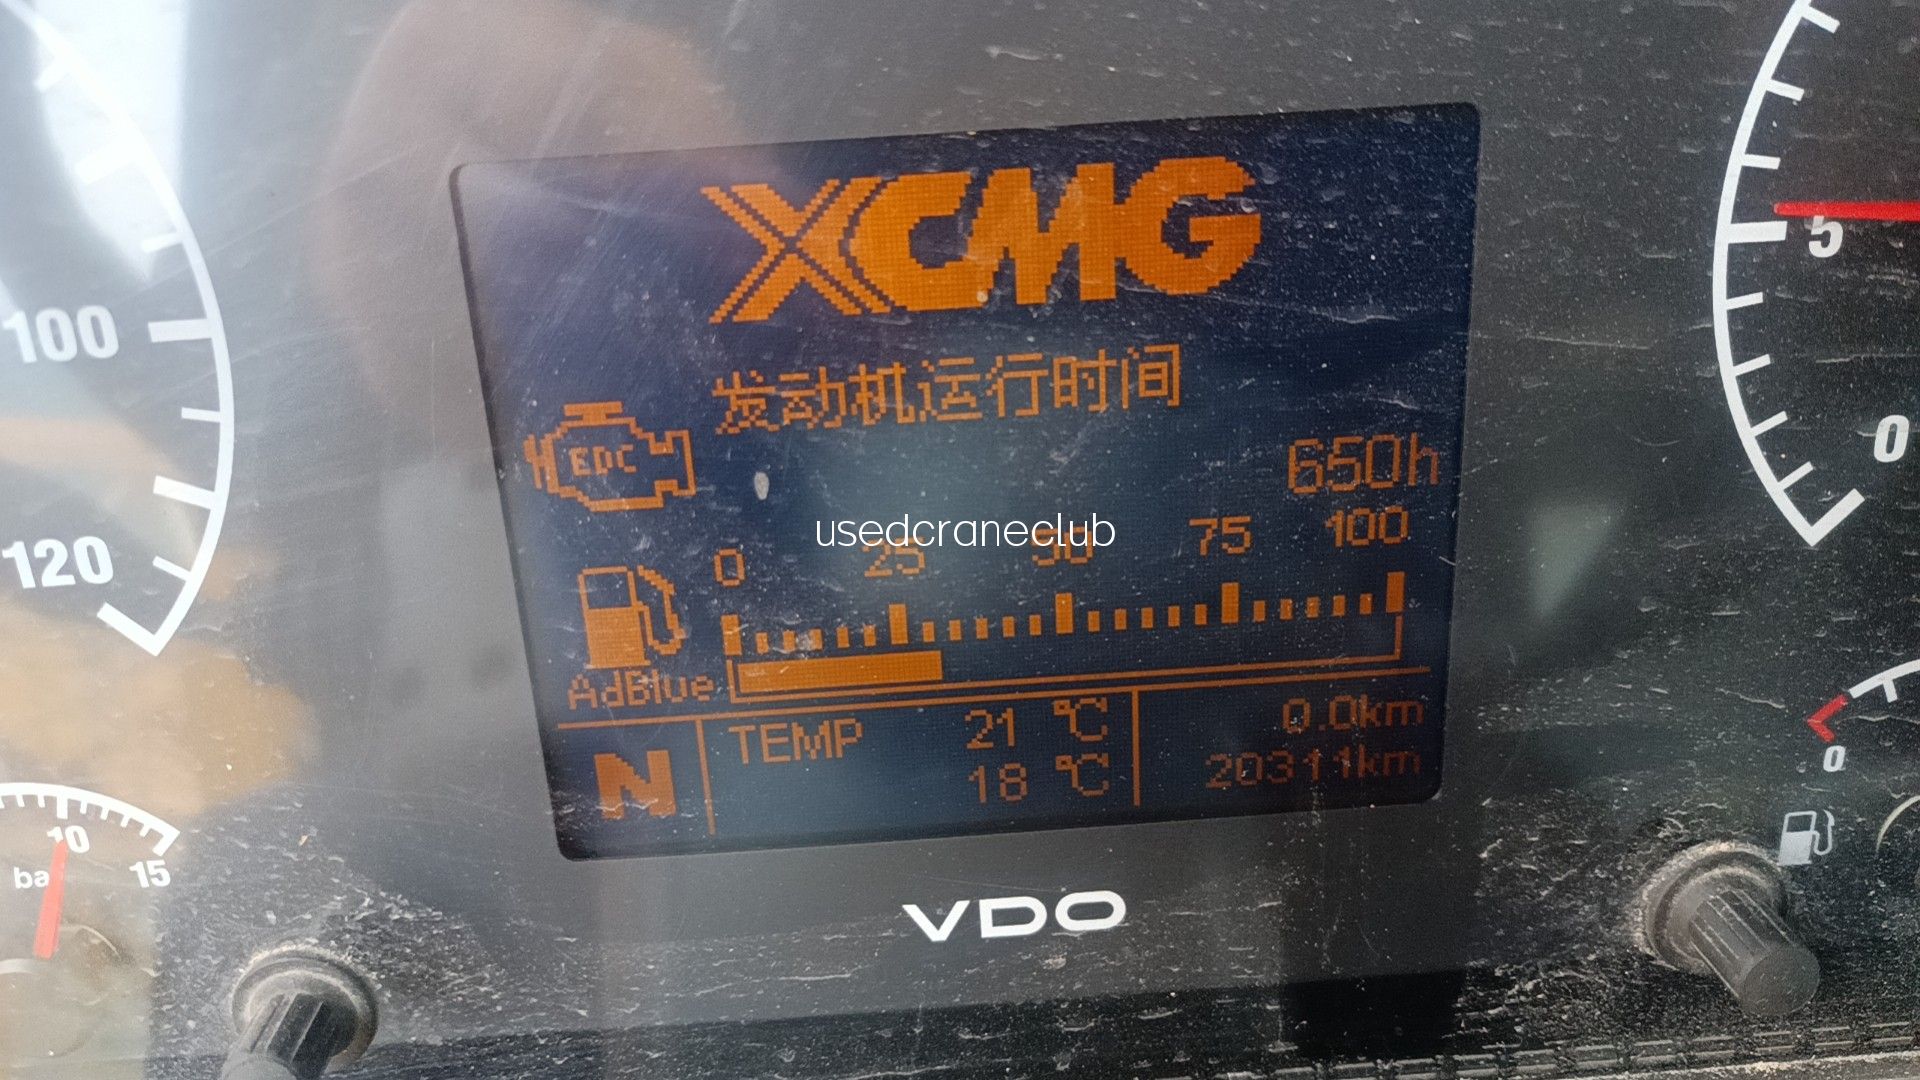 XCMG
发动机运行时间
EDC
650h
usedcraneclub
0 25 50 75 100
AdBlue
TEMP 21 ℃ 0.0km
18 ℃ 20311km
N
VDO
100
120
10
15
5
0
0